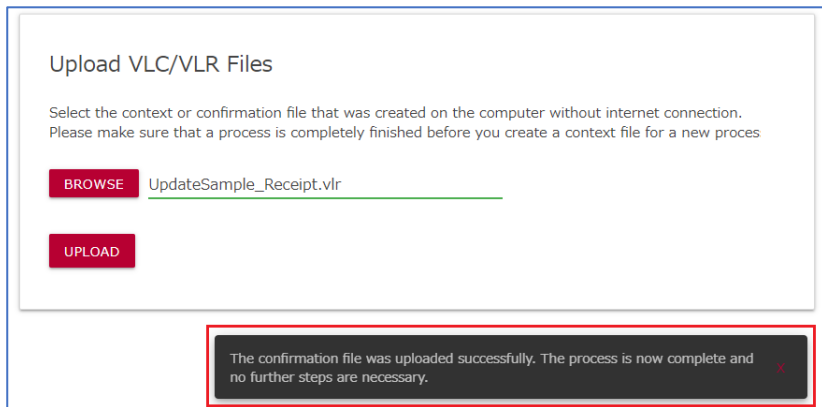 Upload VLC/VLR Files
Select the context or confirmation file that was created on the computer without internet connection.
Please make sure that a process is completely finished before you create a context file for a new proces
BROWSE UpdateSample_Receipt.vlr
UPLOAD
The confirmation file was uploaded successfully. The process is now complete and
no further steps are necessary.
X